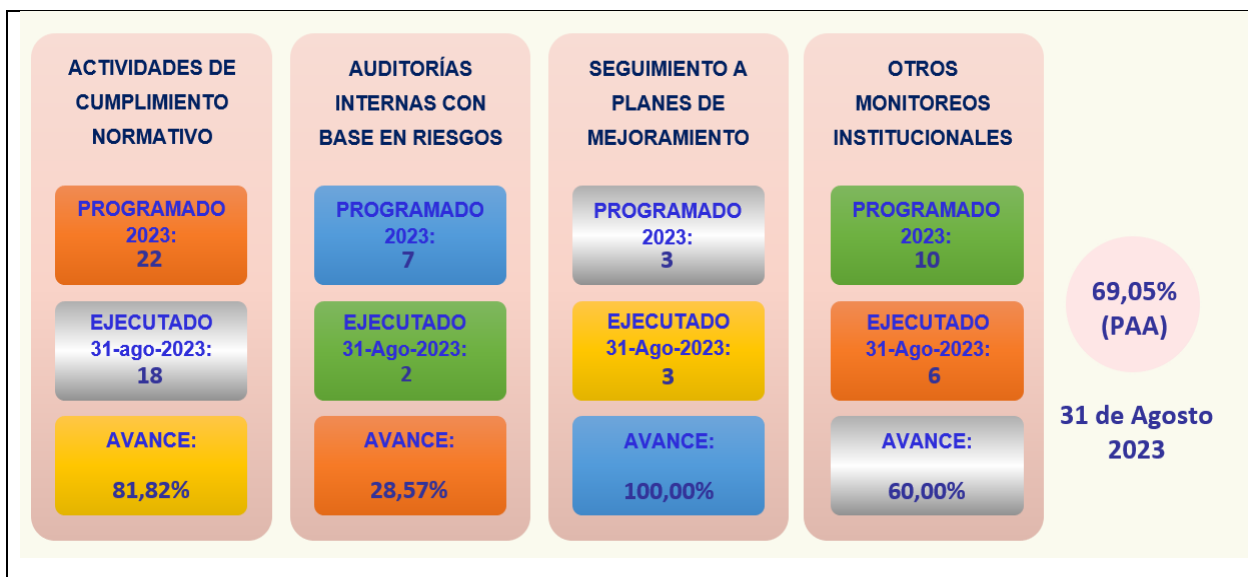 ACTIVIDADES DE
CUMPLIMIENTO
NORMATIVO
PROGRAMADO
2023:
22
EJECUTADO
31-ago-2023:
18
AVANCE:
81,82%
AUDITORÍAS
INTERNAS CON
BASE EN RIESGOS
PROGRAMADO
2023:
7
EJECUTADO
31-Ago-2023:
2
AVANCE:
28,57%
SEGUIMIENTO A
PLANES DE
MEJORAMIENTO
PROGRAMADO
2023:
3
EJECUTADO
31-Ago-2023:
3
AVANCE:
100,00%
OTROS
MONITOREOS
INSTITUCIONALES
PROGRAMADO
2023:
10
EJECUTADO
31-Ago-2023:
6
AVANCE:
60,00%
69,05%
(PAA)
31 de Agosto
2023